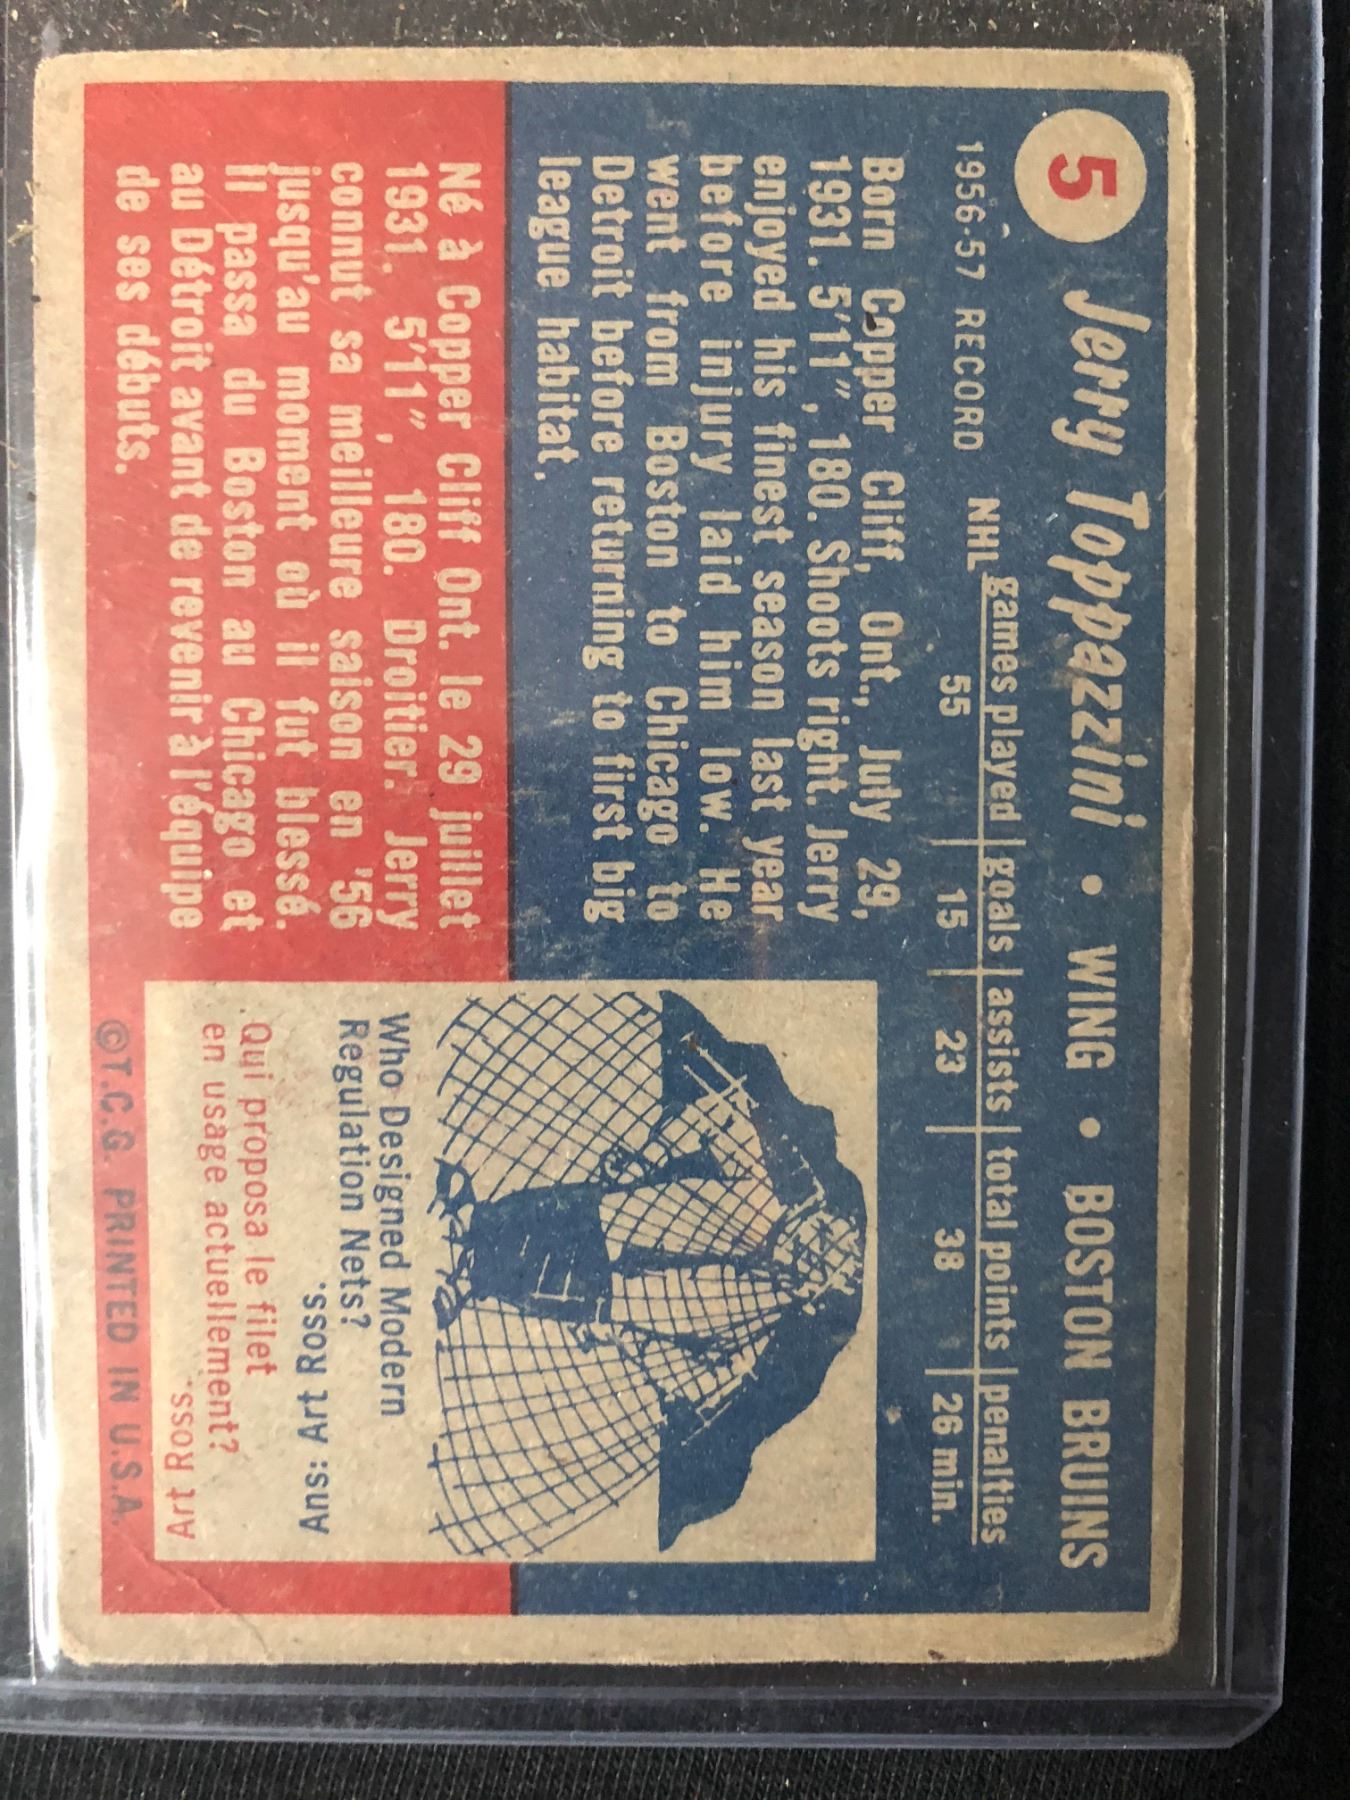 5 Jerry Toppazzini • WING • BOSTON BRUINS
1956-57 RECORD
NHL games played | goals | assists | total points | penalties
55 15 23 38 26 min.
Born Copper Cliff, Ont., July 29,
1931. 5'11", 180. Shoots right. Jerry
enjoyed his finest season last year
before injury laid him low. He
went from Boston to Chicago to
Detroit before returning to first big
league habitat.
Né à Copper Cliff Ont. le 29 juillet
1931. 5'11", 180. Droitier. Jerry
connut sa meilleure saison en '56
jusqu'au moment où il fut blessé.
Il passa du Boston au Chicago et
au Détroit avant de revenir à l'équipe
de ses débuts.
Who Designed Modern
Regulation Nets?
Ans: Art Ross.
Qui proposa le filet
en usage actuellement?
Art Ross.
©T.C.G. PRINTED IN U.S.A.